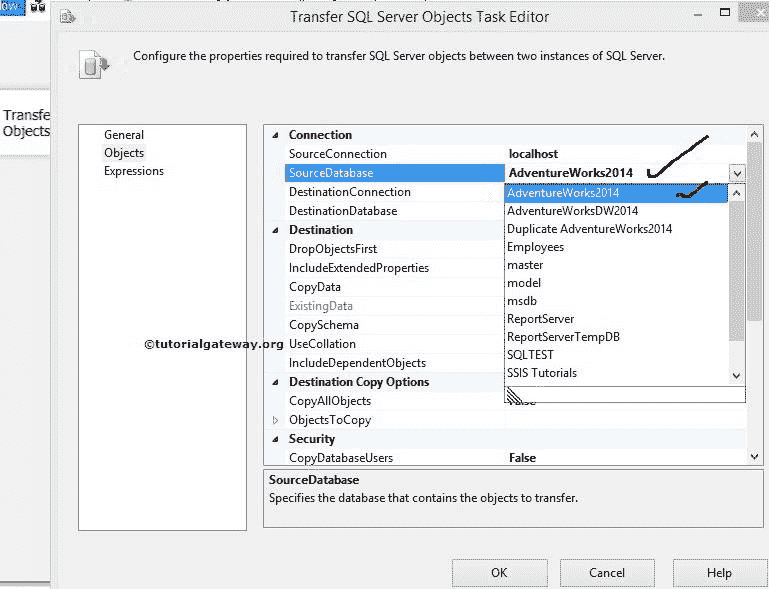 Transfer SQL Server Objects Task Editor
Configure the properties required to transfer SQL Server objects between two instances of SQL Server.
Transfe
Objects
General
Objects
Expressions
Connection
SourceConnection localhost
SourceDatabase AdventureWorks2014
DestinationConnection AdventureWorks2014
DestinationDatabase AdventureWorksDW2014
Destination Duplicate AdventureWorks2014
DropObjectsFirst Employees
IncludeExtendedProperties master
CopyData model
ExistingData msdb
CopySchema ReportServer
©tutorialgateway.org UseCollation ReportServerTempDB
IncludeDependentObjects SQLTEST
Destination Copy Options SSIS Tutorials
CopyAllObjects
ObjectsToCopy
Security
CopyDatabaseUsers False
SourceDatabase
Specifies the database that contains the objects to transfer.
OK Cancel Help